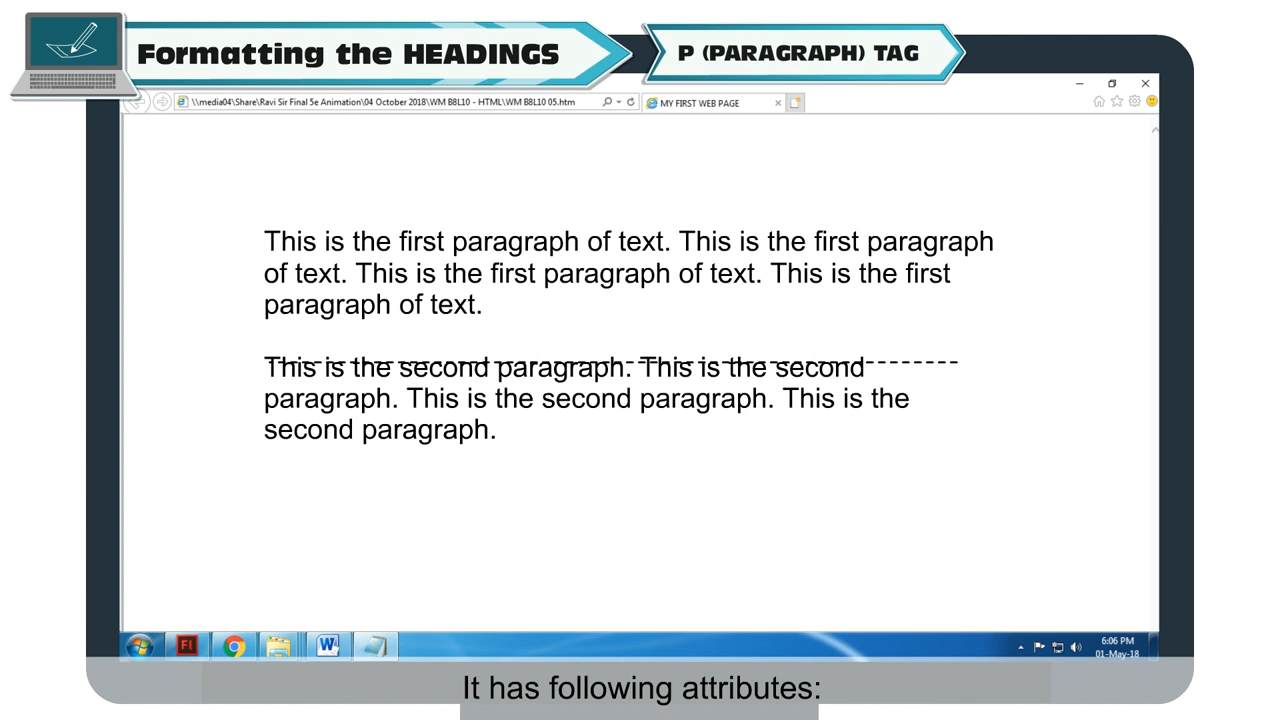 Formatting the HEADINGS
P (PARAGRAPH) TAG
\\media04\Share\Ravi Sir Final 5e Animation\04 October 2018\WM B8L10 - HTML\WM B8L10 05.htm
MY FIRST WEB PAGE
This is the first paragraph of text. This is the first paragraph
of text. This is the first paragraph of text. This is the first
paragraph of text.
This is the second paragraph. This is the second
paragraph. This is the second paragraph. This is the
second paragraph.
Fl
W
6:06 PM
01-May-18
It has following attributes: